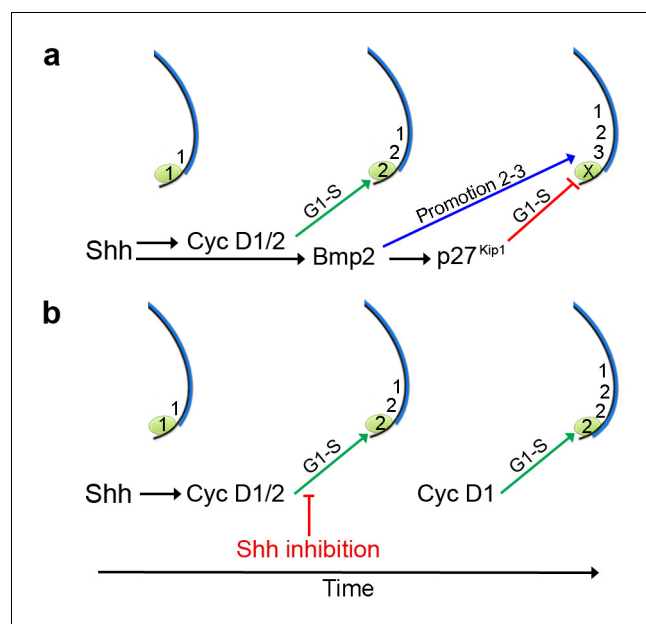 a
1
1
1
2
2
1
2
3
X
G1-S
Promotion 2-3
G1-S
Shh
Cyc D1/2
Bmp2
p27Kip1
b
1
1
1
2
2
1
2
2
2
G1-S
G1-S
Shh
Cyc D1/2
Cyc D1
Shh inhibition
Time